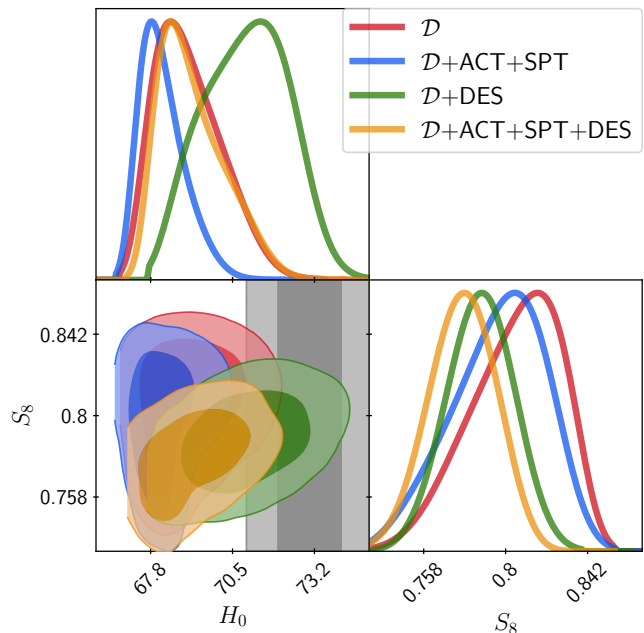 𝒟
𝒟+ACT+SPT
𝒟+DES
𝒟+ACT+SPT+DES
0.842
0.8
0.758
S₈
67.8
70.5
73.2
H₀
0.758
0.8
0.842
S₈